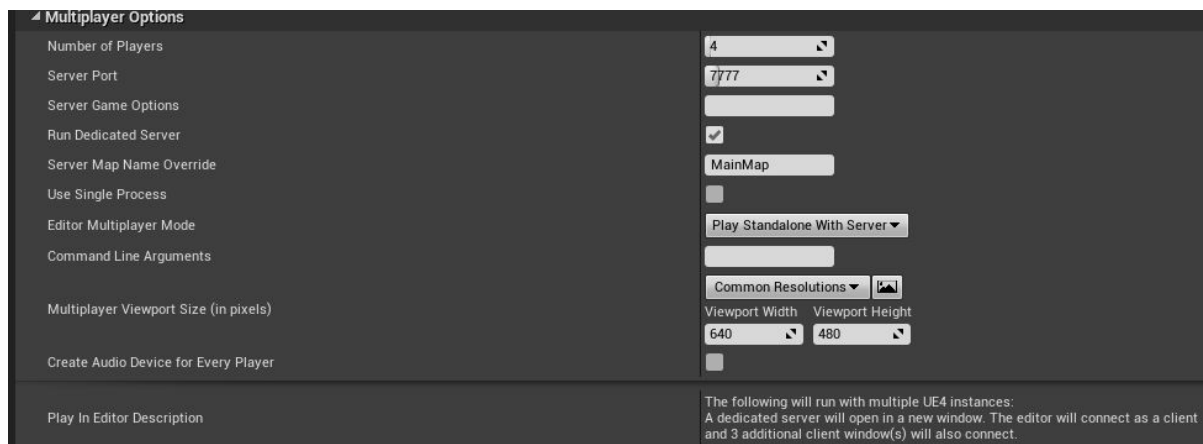 Multiplayer Options
Number of Players
4
Server Port
7777
Server Game Options
Run Dedicated Server
Server Map Name Override
MainMap
Use Single Process
Editor Multiplayer Mode
Play Standalone With Server
Command Line Arguments
Common Resolutions
Multiplayer Viewport Size (in pixels)
Viewport Width Viewport Height
640 480
Create Audio Device for Every Player
Play In Editor Description
The following will run with multiple UE4 instances:
A dedicated server will open in a new window. The editor will connect as a client
and 3 additional client window(s) will also connect.